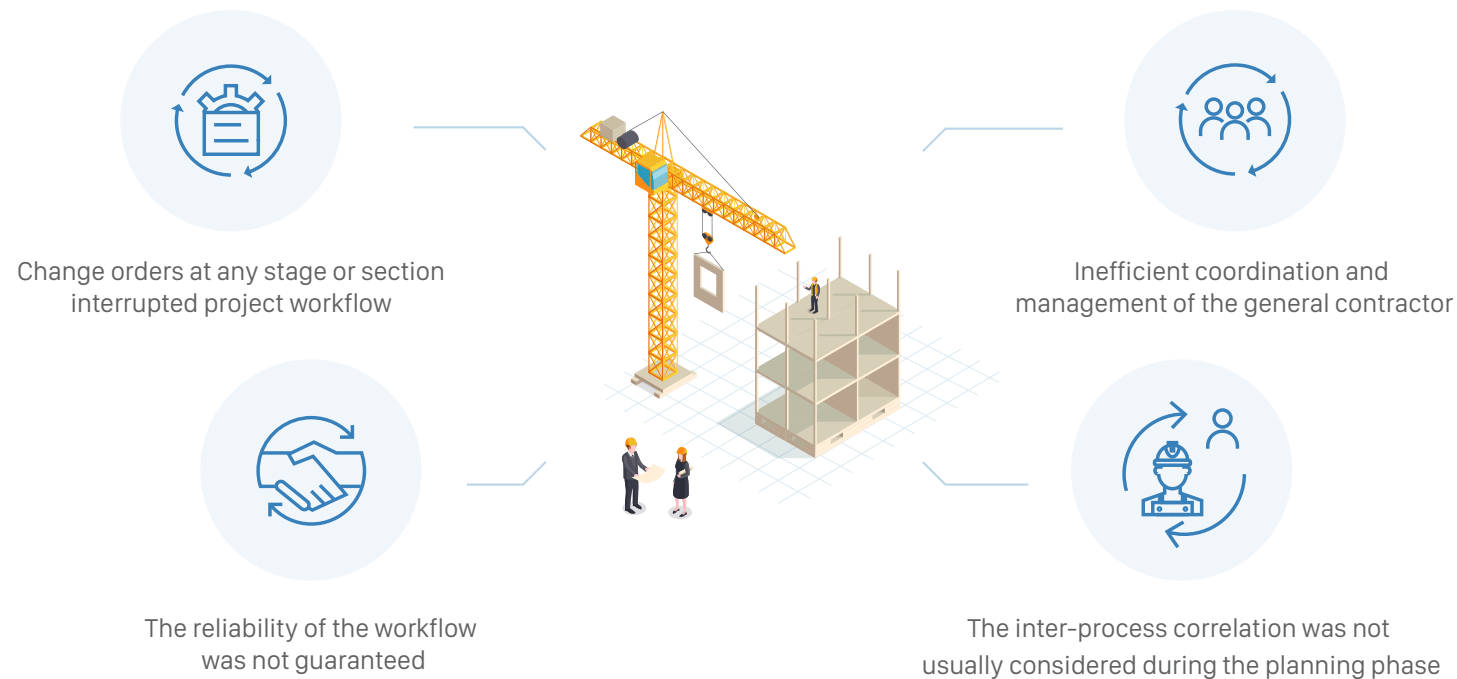 Change orders at any stage or section
interrupted project workflow
Inefficient coordination and
management of the general contractor
The reliability of the workflow
was not guaranteed
The inter-process correlation was not
usually considered during the planning phase